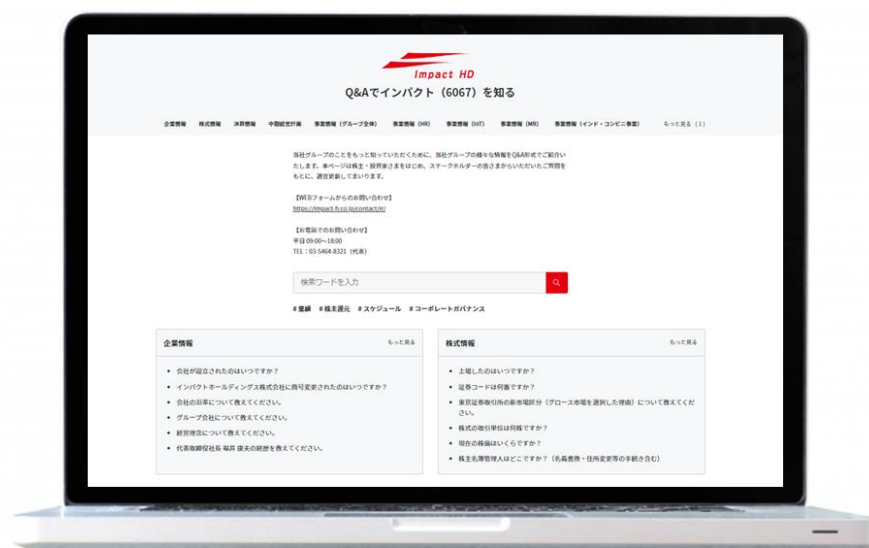 Impact HD
Q&Aでインパクト（6067）を知る
企業情報 株式情報 決算情報 中期経営計画 事業情報（グループ全体） 事業情報（HR） 事業情報（IoT） 事業情報（MR） 事業情報（インド・コンビニ事業） もっと見る（1）
当社グループのことをもっと知っていただくために、当社グループの様々な情報をQ&A形式でご紹介い
たします。本ページは株主・投資家さまをはじめ、ステークホルダーの皆さまからいただいたご質問を
もとに、適宜更新してまいります。
【WEBフォームからのお問い合わせ】
https://impact-h.co.jp/contact/ir/
【お電話でのお問い合わせ】
平日 09:00～18:00
TEL：03-5464-8321（代表）
検索ワードを入力
# 業績 # 株主還元 # スケジュール # コーポレートガバナンス
企業情報 もっと見る
• 会社が設立されたのはいつですか？
• インパクトホールディングス株式会社に商号変更されたのはいつですか？
• 会社の沿革について教えてください。
• グループ会社について教えてください。
• 経営理念について教えてください。
• 代表取締役社長 福井 康夫の経歴を教えてください。
株式情報 もっと見る
• 上場したのはいつですか？
• 証券コードは何番ですか？
• 東京証券取引所の新市場区分（グロース市場を選択した理由）について教えてくだ
さい。
• 株式の取引単位は何株ですか？
• 現在の株価はいくらですか？
• 株主名簿管理人はどこですか？（名義書換・住所変更等の手続き含む）